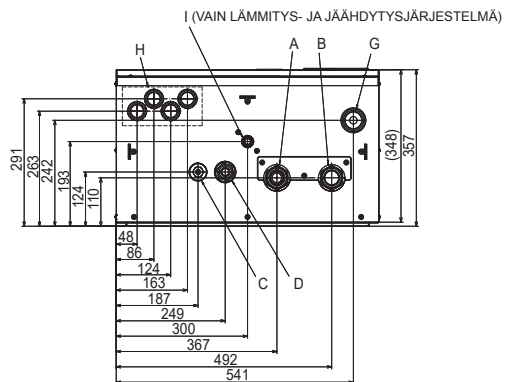 I (VAIN LÄMMITYS- JA JÄÄHDYTYSJÄRJESTELMÄ)
H
A
B
G
291
263
242
193
124
110
(348)
357
48
86
124
163
187
249
300
367
492
541
C
D